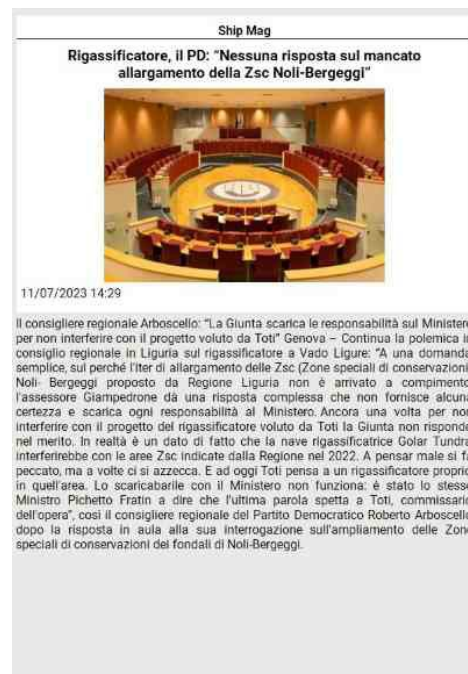 Ship Mag
Rigassificatore, il PD: “Nessuna risposta sul mancato
allargamento della Zsc Noli-Bergeggi”
11/07/2023 14:29
Il consigliere regionale Arboscello: “La Giunta scarica le responsabilità sul Ministero
per non interferire con il progetto voluto da Toti” Genova – Continua la polemica in
consiglio regionale in Liguria sul rigassificatore a Vado Ligure: “A una domanda
semplice, sul perché l'iter di allargamento delle Zsc (Zone speciali di conservazioni)
Noli- Bergeggi proposto da Regione Liguria non è arrivato a compimento
l'assessore Giampedrone dà una risposta complessa che non fornisce alcuna
certezza e scarica ogni responsabilità al Ministero. Ancora una volta per non
interferire con il progetto del rigassificatore voluto da Toti la Giunta non risponde
nel merito. In realtà è un dato di fatto che la nave rigassificatrice Golar Tundra
interferirebbe con le aree Zsc indicate dalla Regione nel 2022. A pensar male si fa
peccato, ma a volte ci si azzecca. E ad oggi Toti pensa a un rigassificatore proprio
in quell'area. Lo scaricabarile con il Ministero non funziona: è stato lo stesso
Ministro Pichetto Fratin a dire che l'ultima parola spetta a Toti, commissario
dell'opera”, così il consigliere regionale del Partito Democratico Roberto Arboscello
dopo la risposta in aula alla sua interrogazione sull'ampliamento delle Zone
speciali di conservazioni dei fondali di Noli-Bergeggi.